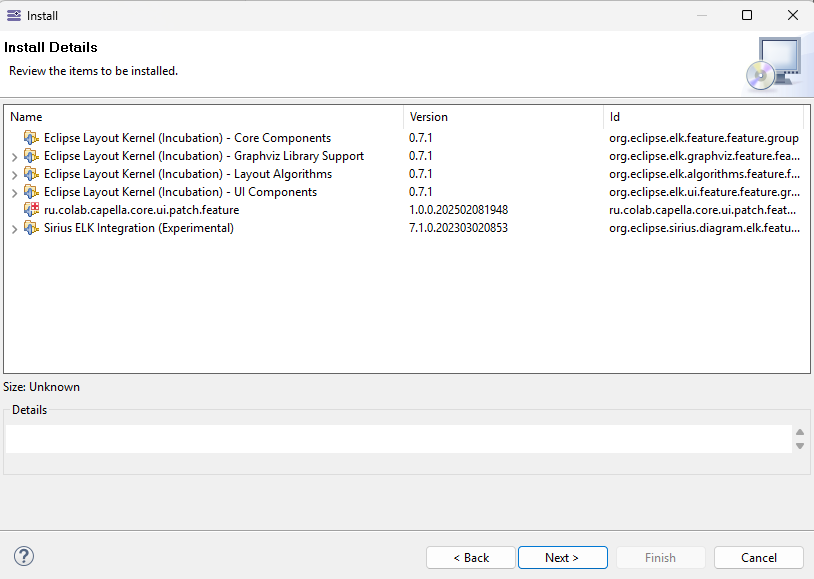 Install
Install Details
Review the items to be installed.
Name Version Id
Eclipse Layout Kernel (Incubation) - Core Components 0.7.1 org.eclipse.elk.feature.feature.group
Eclipse Layout Kernel (Incubation) - Graphviz Library Support 0.7.1 org.eclipse.elk.graphviz.feature.fea...
Eclipse Layout Kernel (Incubation) - Layout Algorithms 0.7.1 org.eclipse.elk.algorithms.feature.f...
Eclipse Layout Kernel (Incubation) - UI Components 0.7.1 org.eclipse.elk.ui.feature.feature.gr...
ru.colab.capella.core.ui.patch.feature 1.0.0.202502081948 ru.colab.capella.core.ui.patch.feat...
Sirius ELK Integration (Experimental) 7.1.0.202303020853 org.eclipse.sirius.diagram.elk.featu...
Size: Unknown
Details
? < Back Next > Finish Cancel